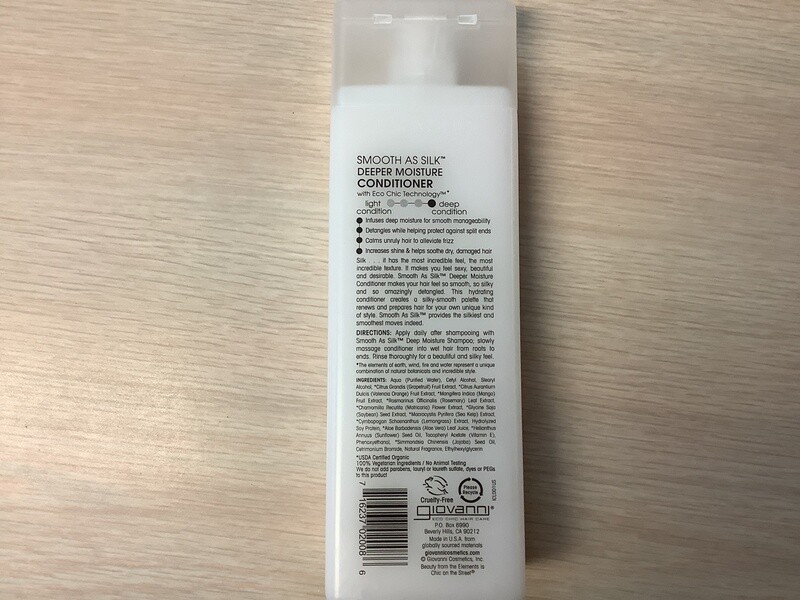 SMOOTH AS SILK™
DEEPER MOISTURE
CONDITIONER
with Eco Chic Technology™*
light deep
condition condition
Infuses deep moisture for smooth manageability
Detangles while helping protect against split ends
Calms unruly hair to alleviate frizz
Increases shine & helps soothe dry, damaged hair
Silk . . . it has the most incredible feel, the most
incredible texture. It makes you feel sexy, beautiful
and desirable. Smooth As Silk™ Deeper Moisture
Conditioner makes your hair feel so smooth, so silky
and so amazingly detangled. This hydrating
conditioner creates a silky-smooth palette that
renews and prepares hair for your own unique kind
of style. Smooth As Silk™ provides the silkiest and
smoothest moves indeed.
DIRECTIONS: Apply daily after shampooing with
Smooth As Silk™ Deep Moisture Shampoo; slowly
massage conditioner into wet hair from roots to
ends. Rinse thoroughly for a beautiful and silky feel.
*The elements of earth, wind, fire and water represent a unique
combination of natural botanicals and incredible style.
INGREDIENTS: Aqua (Purified Water), Cetyl Alcohol, Stearyl
Alcohol, *Citrus Grandis (Grapefruit) Fruit Extract, *Citrus Aurantium
Dulcis (Valencia Orange) Fruit Extract, *Mangifera Indica (Mango)
Fruit Extract, *Rosmarinus Officinalis (Rosemary) Leaf Extract,
*Chamomilla Recutita (Matricaria) Flower Extract, *Glycine Soja
(Soybean) Seed Extract, *Macrocystis Pyrifera (Sea Kelp) Extract,
*Cymbopogon Schoenanthus (Lemongrass) Extract, Hydrolyzed
Soy Protein, *Aloe Barbadensis (Aloe Vera) Leaf Juice, *Helianthus
Annuus (Sunflower) Seed Oil, Tocopheryl Acetate (Vitamin E),
Phenoxyethanol, *Simmondsia Chinensis (Jojoba) Seed Oil,
Cetrimonium Bromide, Natural Fragrance, Ethylhexylglycerin
*USDA Certified Organic
100% Vegetarian Ingredients / No Animal Testing
We do not add parabens, lauryl or laureth sulfate, dyes or PEGs
to this product
Cruelty-Free
Please
Recycle
giovanni®
ECO CHIC HAIR CARE
P.O. Box 6990
Beverly Hills, CA 90212
Made in U.S.A. from
globally sourced materials
giovannicosmetics.com
© Giovanni Cosmetics, Inc.
Beauty from the Elements is
Chic on the Street®
7 16237 02008 6